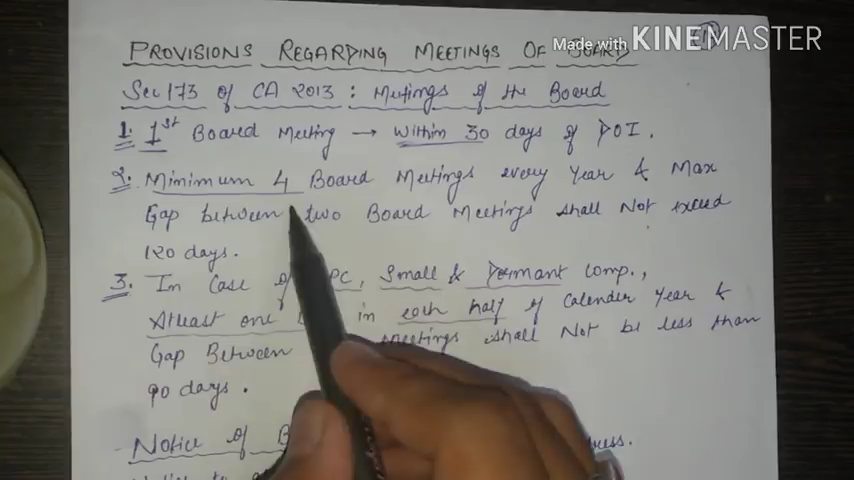 PROVISIONS REGARDING MEETINGS OF BOARD
Made with KINEMASTER
Sec 173 of CA 2013 : Meetings of the Board
1. 1st Board Meeting → Within 30 days of DOI.
2. Minimum 4 Board Meetings every Year & Max
Gap between two Board Meetings shall Not exceed
120 days.
3. In Case of PC, Small & Dormant comp.,
Atleast one in each half of Calender Year &
Gap Between Meetings shall Not be less than
90 days.
Notice of
Notice to